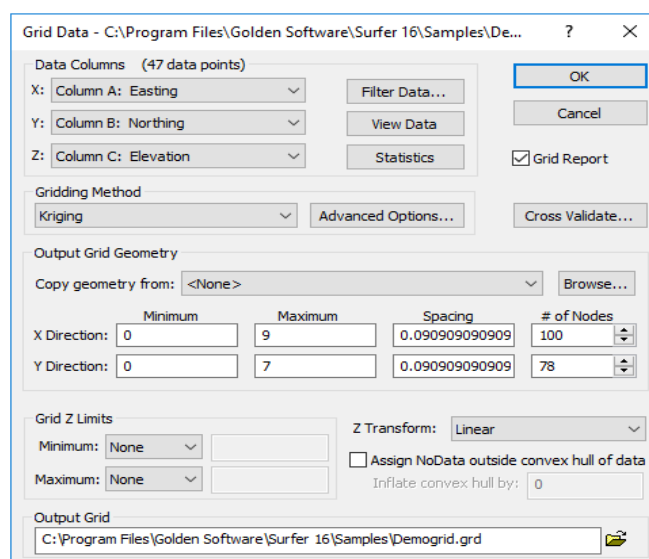 Grid Data - C:\Program Files\Golden Software\Surfer 16\Samples\De... ? X
Data Columns (47 data points)
OK
X: Column A: Easting Filter Data...
Cancel
Y: Column B: Northing View Data
Z: Column C: Elevation Statistics Grid Report
Gridding Method
Kriging Advanced Options... Cross Validate...
Output Grid Geometry
Copy geometry from: <None> Browse...
Minimum Maximum Spacing # of Nodes
X Direction: 0 9 0.090909090909 100
Y Direction: 0 7 0.090909090909 78
Grid Z Limits
Z Transform: Linear
Minimum: None
Assign NoData outside convex hull of data
Maximum: None
Inflate convex hull by: 0
Output Grid
C:\Program Files\Golden Software\Surfer 16\Samples\Demogrid.grd